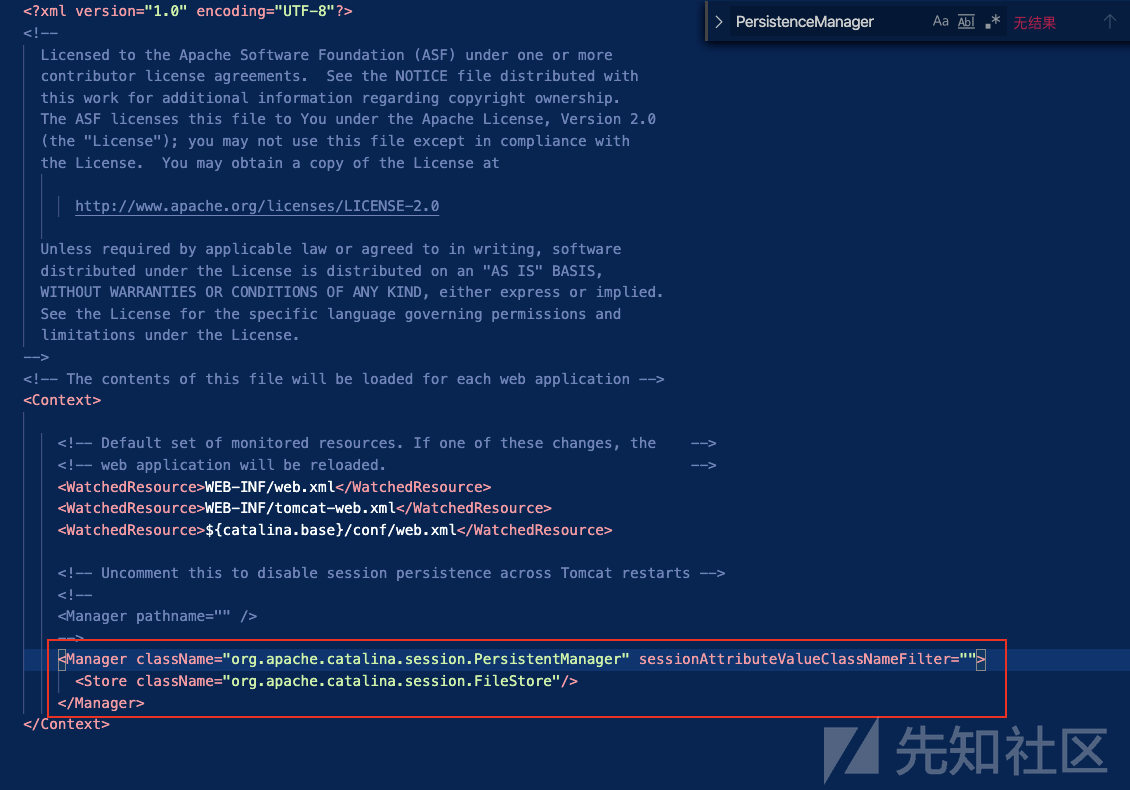 <?xml version="1.0" encoding="UTF-8"?>
PersistenceManager Aa Ab .* 无结果
<!--
Licensed to the Apache Software Foundation (ASF) under one or more
contributor license agreements.  See the NOTICE file distributed with
this work for additional information regarding copyright ownership.
The ASF licenses this file to You under the Apache License, Version 2.0
(the "License"); you may not use this file except in compliance with
the License.  You may obtain a copy of the License at
http://www.apache.org/licenses/LICENSE-2.0
Unless required by applicable law or agreed to in writing, software
distributed under the License is distributed on an "AS IS" BASIS,
WITHOUT WARRANTIES OR CONDITIONS OF ANY KIND, either express or implied.
See the License for the specific language governing permissions and
limitations under the License.
-->
<!-- The contents of this file will be loaded for each web application -->
<Context>
<!-- Default set of monitored resources. If one of these changes, the    -->
<!-- web application will be reloaded.                                   -->
<WatchedResource>WEB-INF/web.xml</WatchedResource>
<WatchedResource>WEB-INF/tomcat-web.xml</WatchedResource>
<WatchedResource>${catalina.base}/conf/web.xml</WatchedResource>
<!-- Uncomment this to disable session persistence across Tomcat restarts -->
<!--
<Manager pathname="" />
-->
<Manager className="org.apache.catalina.session.PersistentManager" sessionAttributeValueClassNameFilter="">
<Store className="org.apache.catalina.session.FileStore"/>
</Manager>
</Context>
先知社区